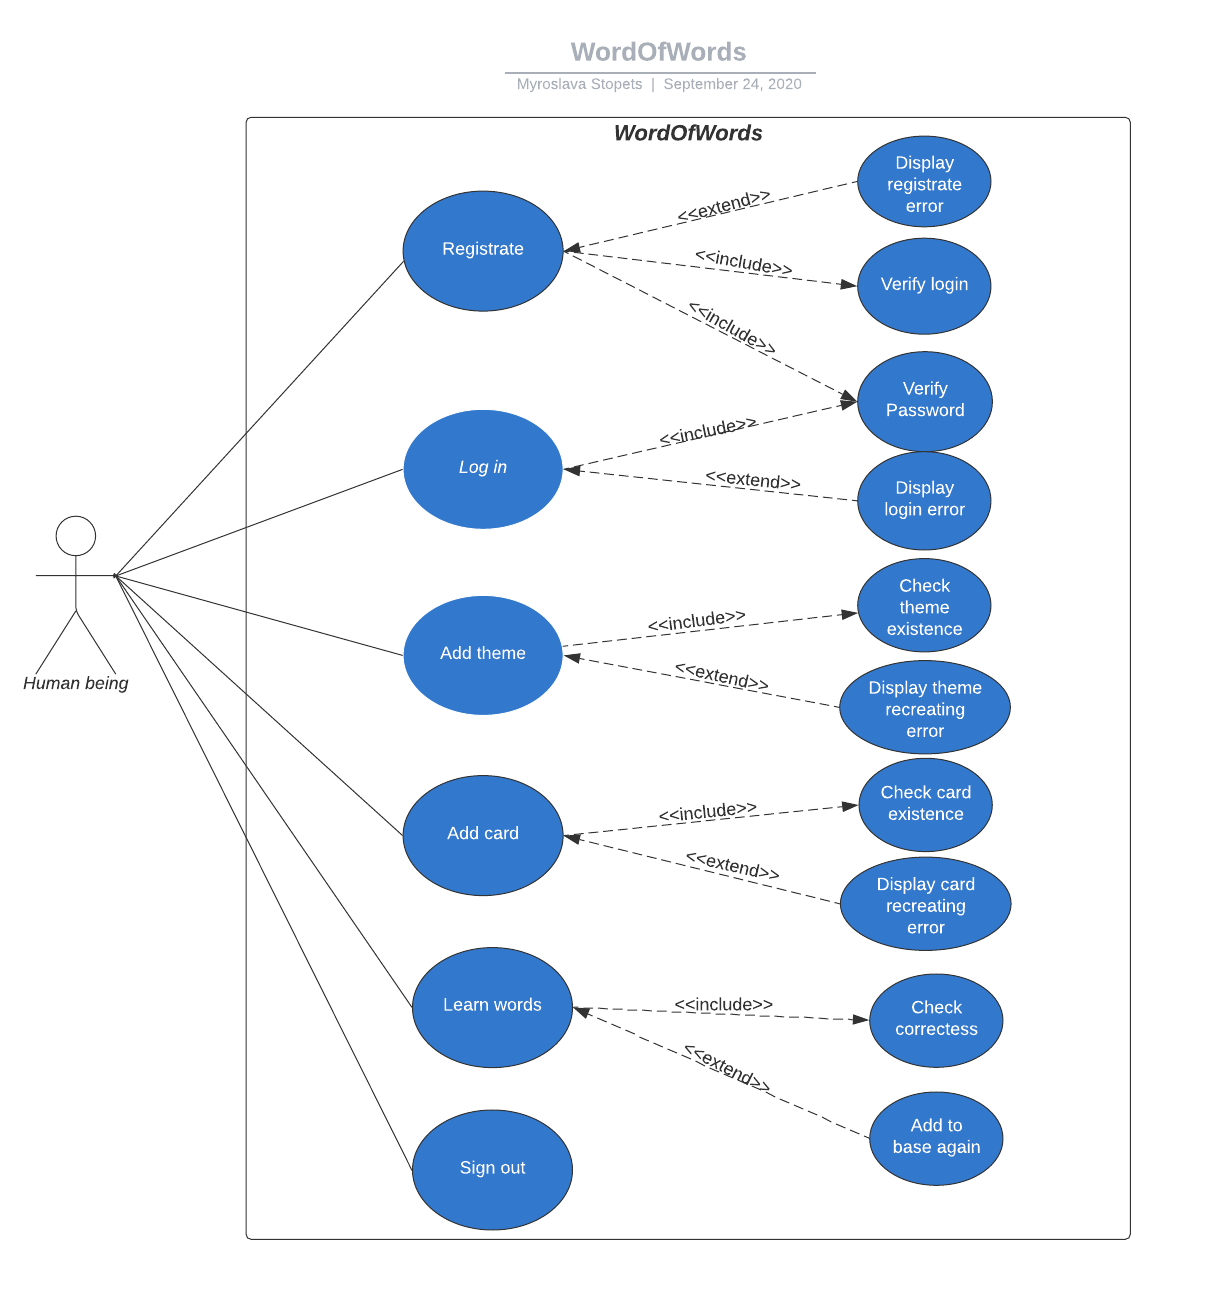 WordOfWords
Myroslava Stopets | September 24, 2020
WordOfWords
Display
registrate
error
<<extend>>
Registrate
<<include>>
Verify login
<<include>>
Verify
Password
<<include>>
Log in
<<extend>>
Display
login error
Human being
Check
theme
existence
<<include>>
Add theme
<<extend>>
Display theme
recreating
error
Check card
existence
<<include>>
Add card
<<extend>>
Display card
recreating
error
Learn words
<<include>>
Check
correctess
<<extend>>
Add to
base again
Sign out